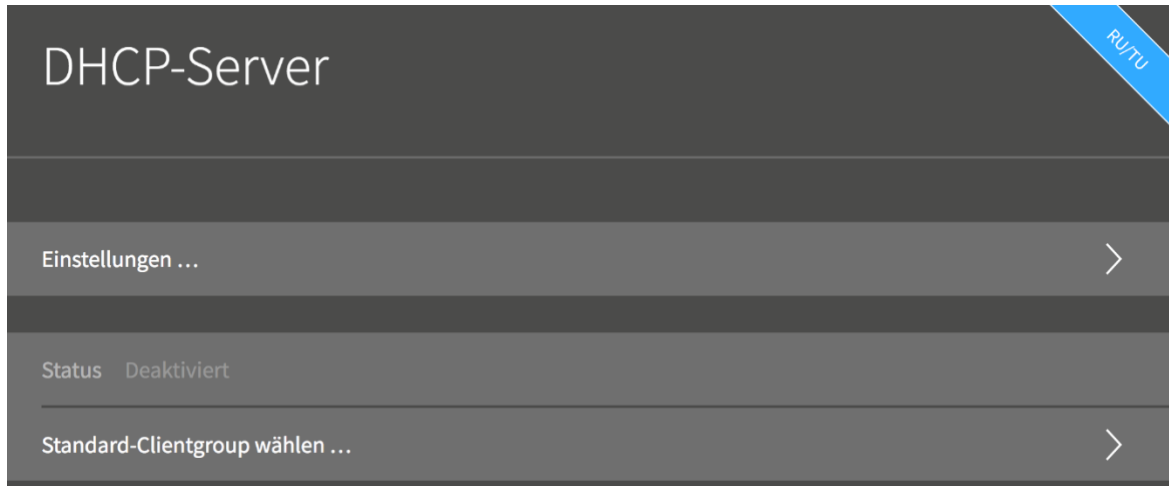 DHCP-Server
RU/TU
Einstellungen …
Status Deaktiviert
Standard-Clientgroup wählen …